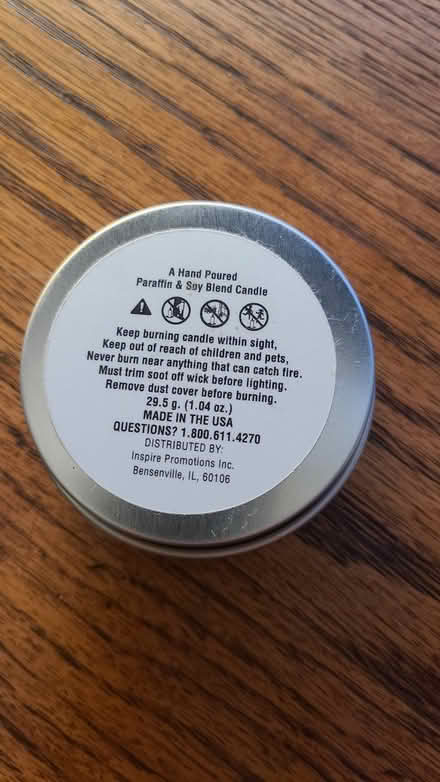 A Hand Poured
Paraffin & Soy Blend Candle
Keep burning candle within sight,
Keep out of reach of children and pets,
Never burn near anything that can catch fire.
Must trim soot off wick before lighting.
Remove dust cover before burning.
29.5 g. (1.04 oz.)
MADE IN THE USA
QUESTIONS? 1.800.611.4270
DISTRIBUTED BY:
Inspire Promotions Inc.
Bensenville, IL, 60106